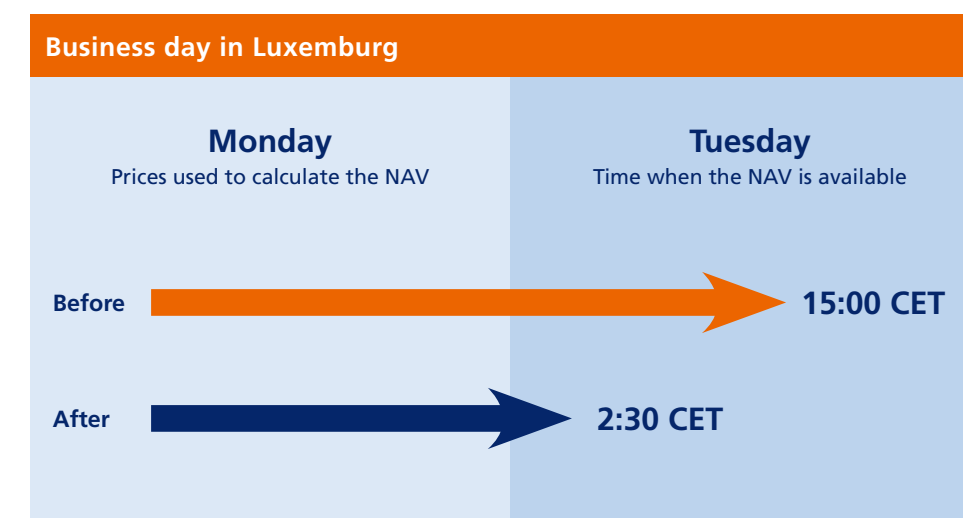 Business day in Luxemburg
Monday
Prices used to calculate the NAV
Tuesday
Time when the NAV is available
Before
15:00 CET
After
2:30 CET